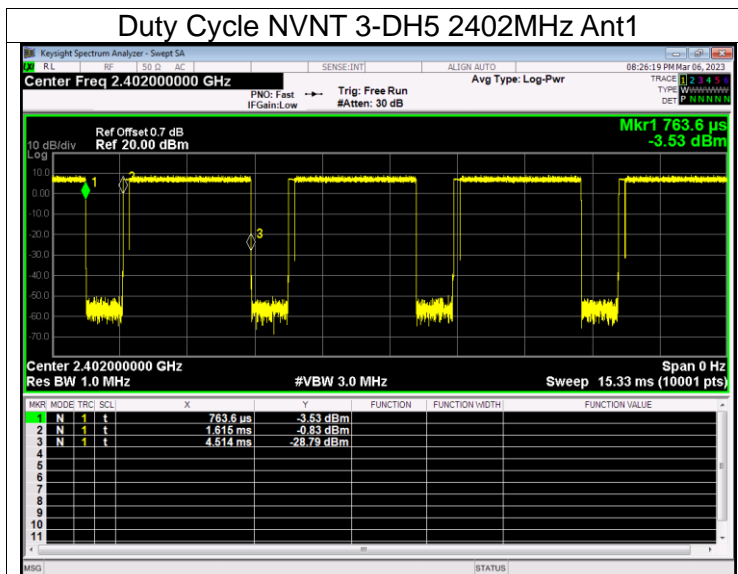 Duty Cycle NVNT 3-DH5 2402MHz Ant1
Keysight Spectrum Analyzer - Swept SA
RL RF 50 Ω AC SENSE:INT ALIGN AUTO 08:26:19 PM Mar 06, 2023
Center Freq 2.402000000 GHz Avg Type: Log-Pwr TRACE 1 2 3 4 5 6
PNO: Fast Trig: Free Run TYPE WWWWWWW
IFGain:Low #Atten: 30 dB DET P N N N N N
Mkr1 763.6 µs
-3.53 dBm
Ref Offset 0.7 dB
10 dB/div Ref 20.00 dBm
Log
10.0
0.00
-10.0
-20.0
-30.0
-40.0
-50.0
-60.0
-70.0
1
2
3
Center 2.402000000 GHz Span 0 Hz
Res BW 1.0 MHz #VBW 3.0 MHz Sweep 15.33 ms (10001 pts)
MKR MODE TRC SCL X Y FUNCTION FUNCTION WIDTH FUNCTION VALUE
1 N 1 t 763.6 µs -3.53 dBm
2 N 1 t 1.615 ms -0.83 dBm
3 N 1 t 4.514 ms -28.79 dBm
4
5
6
7
8
9
10
11
MSG STATUS